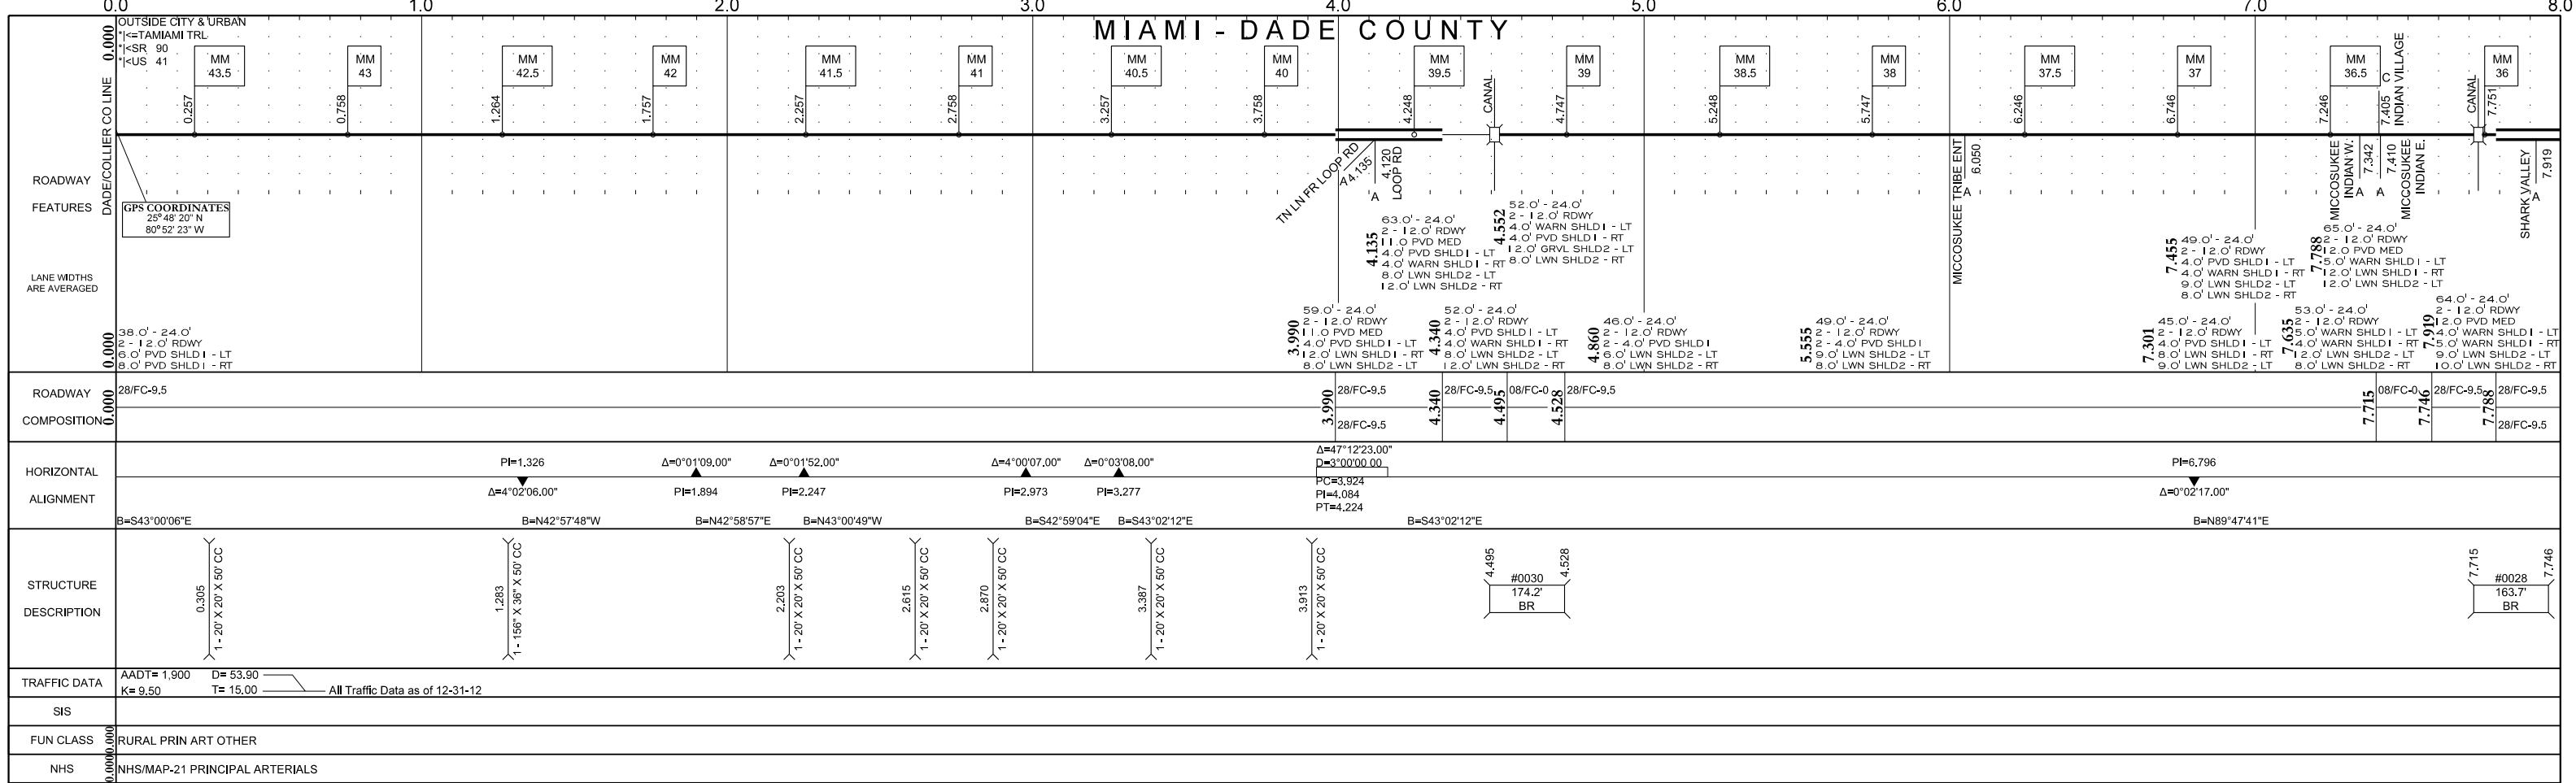 0.0 1.0 2.0 3.0 4.0 5.0 6.0 7.0 8.0
MIAMI - DADE COUNTY
0.000
OUTSIDE CITY & URBAN
*|<=TAMIAMI TRL
*|<SR 90
*|<US 41
DADE/COLLIER CO LINE
MM 43.5
0.257
MM 43
0.758
MM 42.5
1.264
MM 42
1.757
MM 41.5
2.257
MM 41
2.758
MM 40.5
3.257
MM 40
3.758
MM 39.5
4.248
CANAL
MM 39
4.747
MM 38.5
5.248
MM 38
5.747
MM 37.5
6.246
MM 37
6.746
MM 36.5
7.246
C
7.405
INDIAN VILLAGE
CANAL
MM 36
7.751
ROADWAY
FEATURES
GPS COORDINATES
25° 48' 20" N
80° 52' 23" W
TN LN FR LOOP RD
A 4.135
A
4.120
LOOP RD
MICCOSUKEE TRIBE ENT
A
6.050
MICCOSUKEE
INDIAN W.
A
7.342
A
7.410
MICCOSUKEE
INDIAN E.
SHARK VALLEY
A
7.919
LANE WIDTHS
ARE AVERAGED
0.000
38.0' - 24.0'
2 - 12.0' RDWY
6.0' PVD SHLD1 - LT
8.0' PVD SHLD1 - RT
3.990
59.0' - 24.0'
2 - 12.0' RDWY
11.0 PVD MED
4.0' PVD SHLD1 - LT
12.0' LWN SHLD1 - RT
8.0' LWN SHLD2 - LT
4.135
63.0' - 24.0'
2 - 12.0' RDWY
11.0 PVD MED
4.0' PVD SHLD1 - LT
4.0' WARN SHLD1 - RT
8.0' LWN SHLD2 - LT
12.0' LWN SHLD2 - RT
4.340
52.0' - 24.0'
2 - 12.0' RDWY
4.0' PVD SHLD1 - LT
4.0' WARN SHLD1 - RT
8.0' LWN SHLD2 - LT
12.0' LWN SHLD2 - RT
4.552
52.0' - 24.0'
2 - 12.0' RDWY
4.0' WARN SHLD1 - LT
4.0' PVD SHLD1 - RT
12.0' GRVL SHLD2 - LT
8.0' LWN SHLD2 - RT
4.860
46.0' - 24.0'
2 - 12.0' RDWY
2 - 4.0' PVD SHLD1
6.0' LWN SHLD2 - LT
8.0' LWN SHLD2 - RT
5.555
49.0' - 24.0'
2 - 12.0' RDWY
2 - 4.0' PVD SHLD1
9.0' LWN SHLD2 - LT
8.0' LWN SHLD2 - RT
7.301
45.0' - 24.0'
2 - 12.0' RDWY
4.0' PVD SHLD1 - LT
8.0' LWN SHLD1 - RT
9.0' LWN SHLD2 - LT
7.455
49.0' - 24.0'
2 - 12.0' RDWY
4.0' PVD SHLD1 - LT
4.0' WARN SHLD1 - RT
9.0' LWN SHLD2 - LT
8.0' LWN SHLD2 - RT
7.635
53.0' - 24.0'
2 - 12.0' RDWY
5.0' WARN SHLD1 - LT
4.0' WARN SHLD1 - RT
12.0' LWN SHLD2 - LT
8.0' LWN SHLD2 - RT
7.788
65.0' - 24.0'
2 - 12.0' RDWY
12.0 PVD MED
5.0' WARN SHLD1 - LT
12.0' LWN SHLD1 - RT
12.0' LWN SHLD2 - LT
7.919
64.0' - 24.0'
2 - 12.0' RDWY
12.0 PVD MED
4.0' WARN SHLD1 - LT
5.0' WARN SHLD1 - RT
9.0' LWN SHLD2 - LT
10.0' LWN SHLD2 - RT
ROADWAY
COMPOSITION
0.000 28/FC-9.5
3.990 28/FC-9.5
28/FC-9.5
4.340 28/FC-9.5
4.495 08/FC-0
4.528 28/FC-9.5
7.715 08/FC-0
7.746 28/FC-9.5
7.788 28/FC-9.5
28/FC-9.5
HORIZONTAL
ALIGNMENT
B=S43°00'06"E
PI=1.326
Δ=4°02'06.00"
B=N42°57'48"W
Δ=0°01'09.00"
PI=1.894
B=N42°58'57"E
Δ=0°01'52.00"
PI=2.247
B=N43°00'49"W
Δ=4°00'07.00"
PI=2.973
B=S42°59'04"E
Δ=0°03'08.00"
PI=3.277
B=S43°02'12"E
Δ=47°12'23.00"
D=3°00'00.00
PC=3.924
PI=4.084
PT=4.224
B=S43°02'12"E
PI=6.796
Δ=0°02'17.00"
B=N89°47'41"E
STRUCTURE
DESCRIPTION
0.305
1 - 20' X 20' X 50' CC
1.283
1 - 156" X 36" X 50' CC
2.203
1 - 20' X 20' X 50' CC
2.615
1 - 20' X 20' X 50' CC
2.870
1 - 20' X 20' X 50' CC
3.387
1 - 20' X 20' X 50' CC
3.913
1 - 20' X 20' X 50' CC
4.495
#0030
174.2'
BR
4.528
7.715
#0028
163.7'
BR
7.746
TRAFFIC DATA
AADT= 1,900 D= 53.90
K= 9.50 T= 15.00 All Traffic Data as of 12-31-12
SIS
FUN CLASS 0.000 RURAL PRIN ART OTHER
NHS 0.000 NHS/MAP-21 PRINCIPAL ARTERIALS